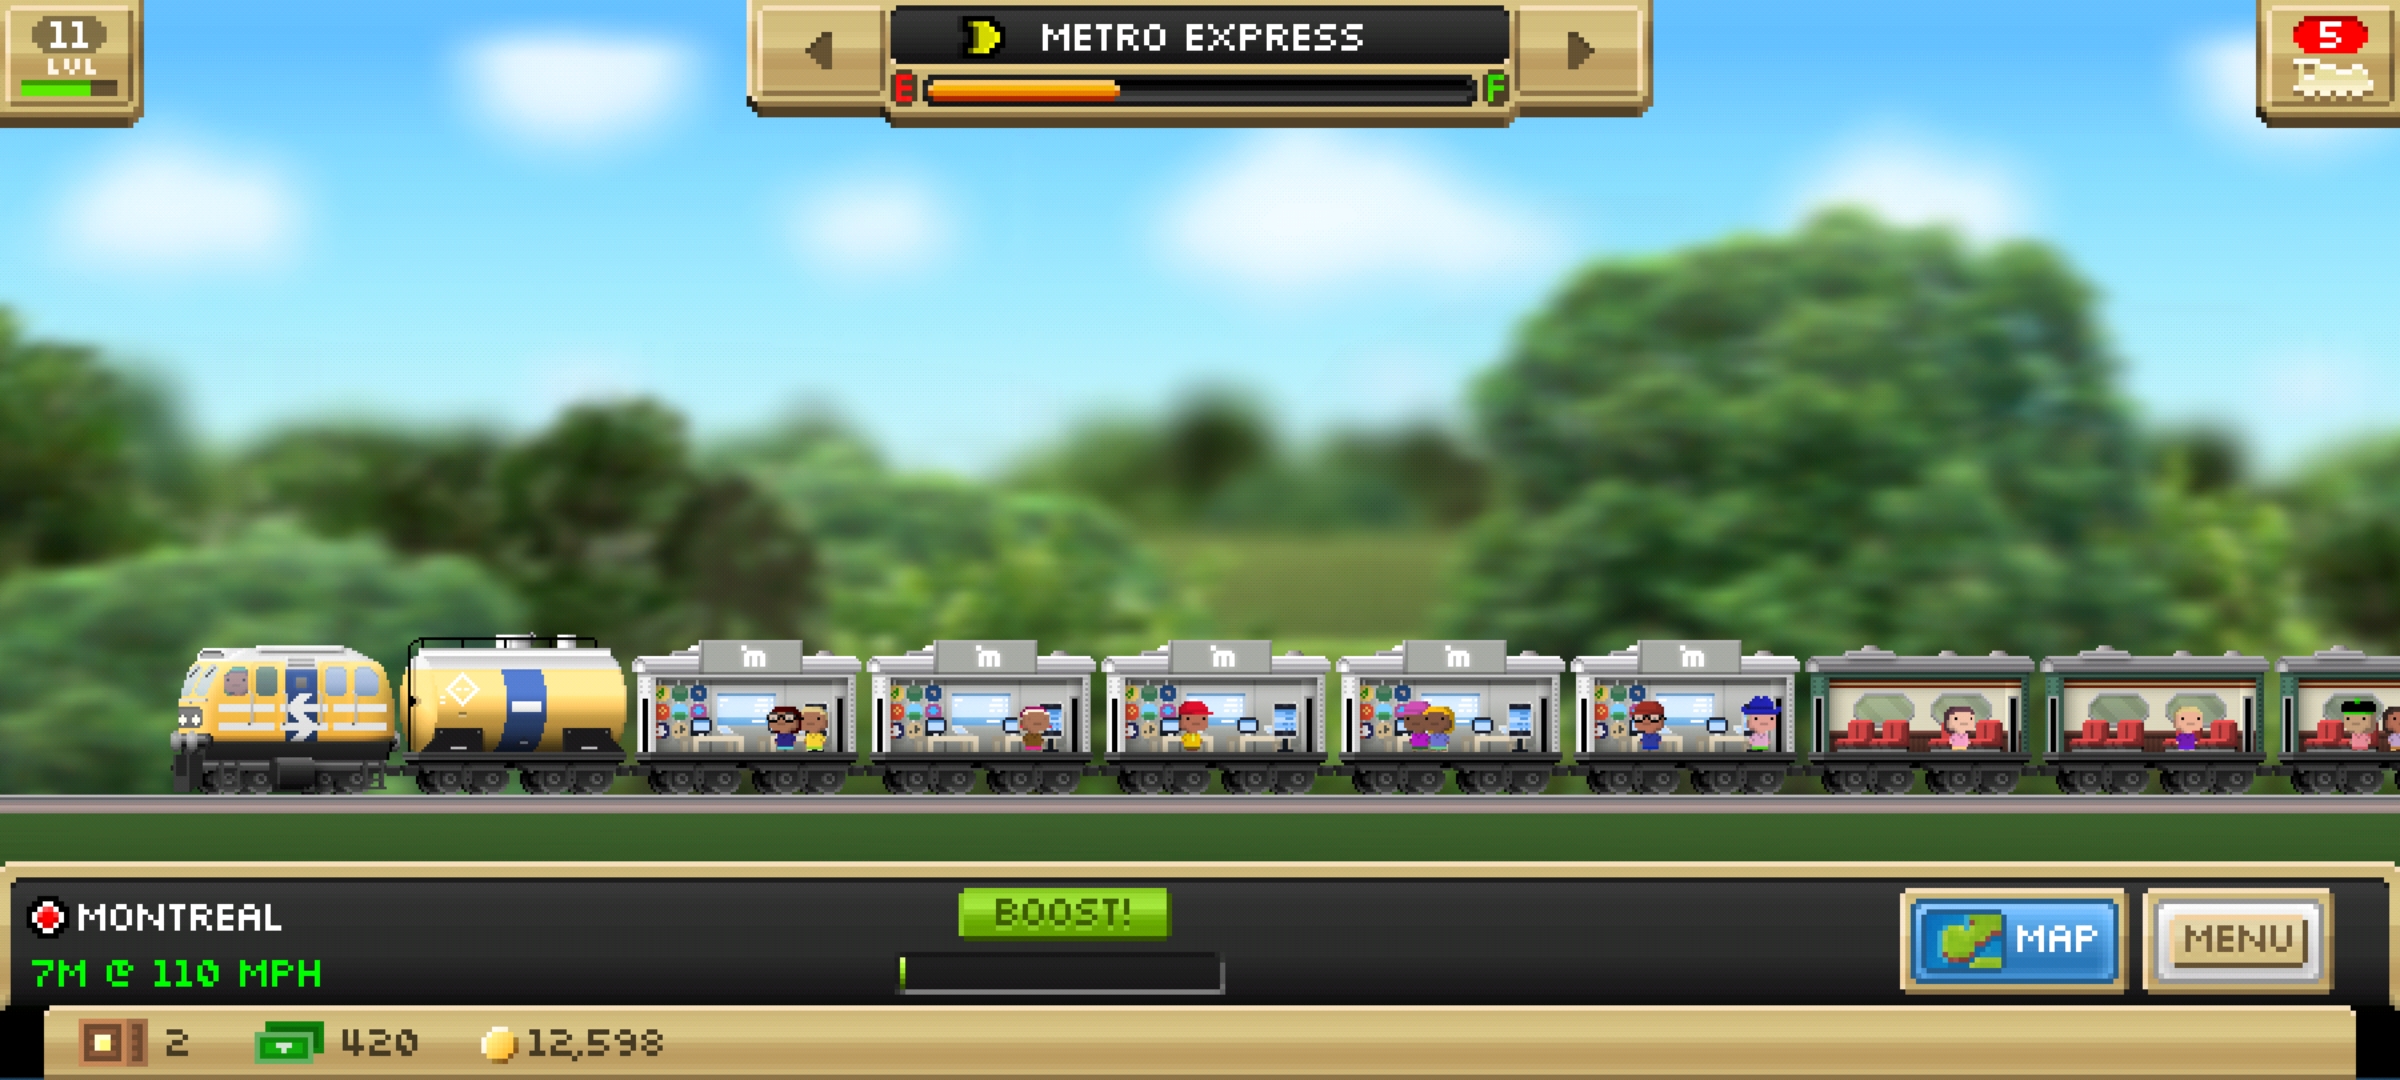 11
LVL
METRO EXPRESS
E F
5
m m m m m
MONTREAL
7M @ 110 MPH
BOOST!
MAP
MENU
2 420 12,598